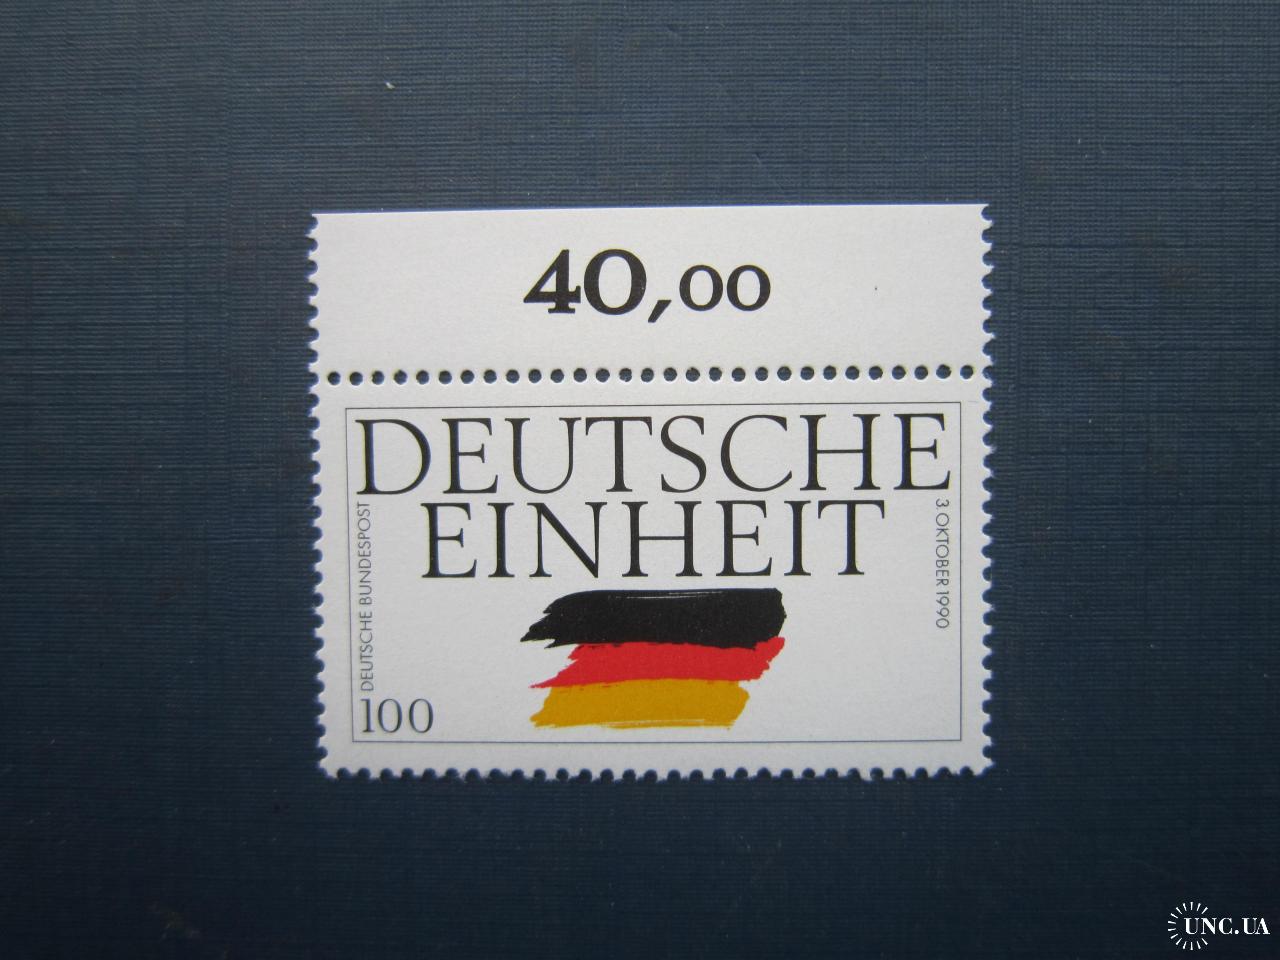 40,00
DEUTSCHE
EINHEIT
DEUTSCHE BUNDESPOST
3. OKTOBER 1990
100
UNC.UA